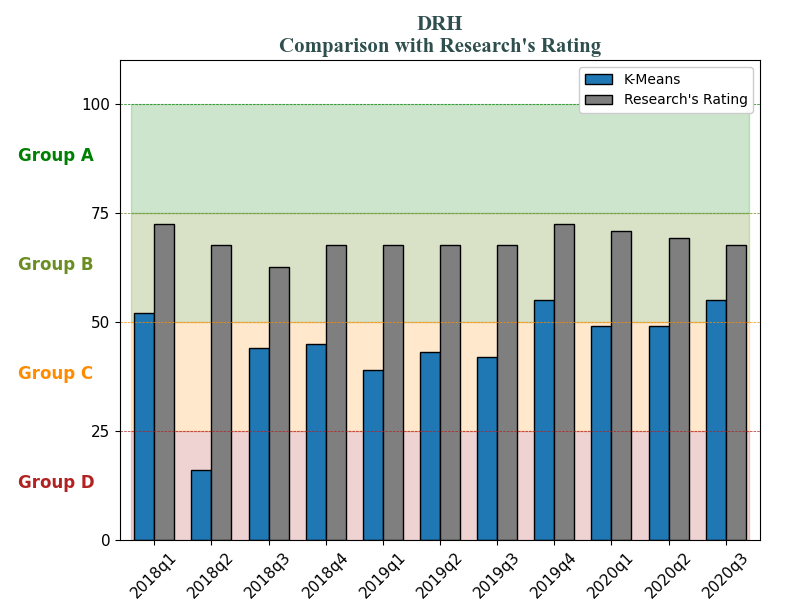 DRH
Comparison with Research's Rating
K-Means
Research's Rating
100
Group A
75
Group B
50
Group C
25
Group D
0
2018q1
2018q2
2018q3
2018q4
2019q1
2019q2
2019q3
2019q4
2020q1
2020q2
2020q3